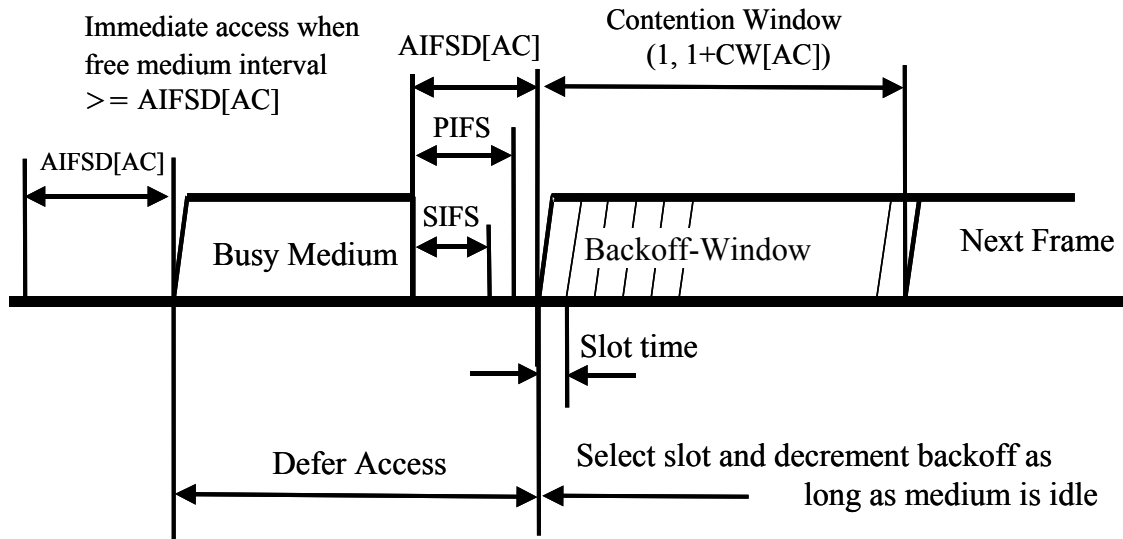 Immediate access when
free medium interval
>= AIFSD[AC]
AIFSD[AC]
AIFSD[AC]
Contention Window
(1, 1+CW[AC])
PIFS
SIFS
Busy Medium
Backoff-Window
Next Frame
Slot time
Defer Access
Select slot and decrement backoff as
long as medium is idle